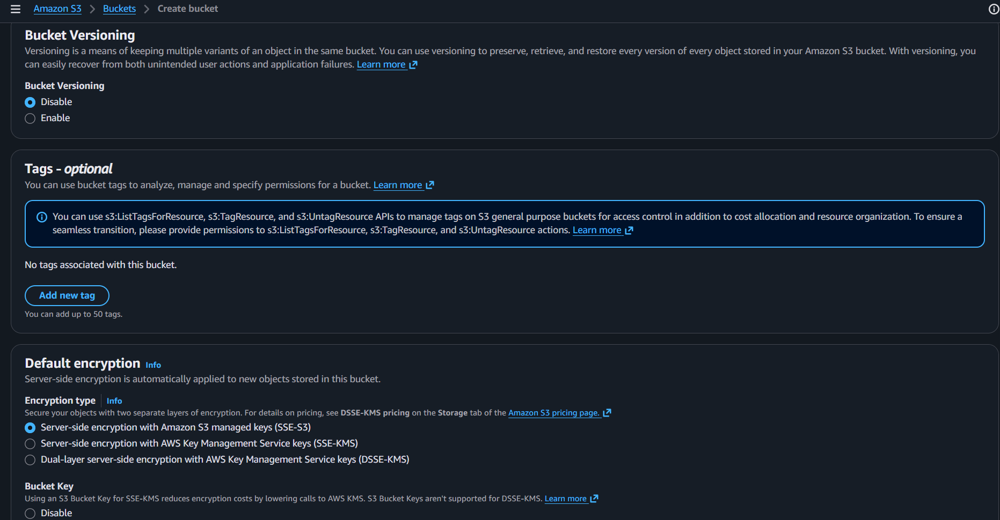 Amazon S3 > Buckets > Create bucket
Bucket Versioning
Versioning is a means of keeping multiple variants of an object in the same bucket. You can use versioning to preserve, retrieve, and restore every version of every object stored in your Amazon S3 bucket. With versioning, you
can easily recover from both unintended user actions and application failures. Learn more
Bucket Versioning
Disable
Enable
Tags - optional
You can use bucket tags to analyze, manage and specify permissions for a bucket. Learn more
You can use s3:ListTagsForResource, s3:TagResource, and s3:UntagResource APIs to manage tags on S3 general purpose buckets for access control in addition to cost allocation and resource organization. To ensure a
seamless transition, please provide permissions to s3:ListTagsForResource, s3:TagResource, and s3:UntagResource actions. Learn more
No tags associated with this bucket.
Add new tag
You can add up to 50 tags.
Default encryption Info
Server-side encryption is automatically applied to new objects stored in this bucket.
Encryption type Info
Secure your objects with two separate layers of encryption. For details on pricing, see DSSE-KMS pricing on the Storage tab of the Amazon S3 pricing page.
Server-side encryption with Amazon S3 managed keys (SSE-S3)
Server-side encryption with AWS Key Management Service keys (SSE-KMS)
Dual-layer server-side encryption with AWS Key Management Service keys (DSSE-KMS)
Bucket Key
Using an S3 Bucket Key for SSE-KMS reduces encryption costs by lowering calls to AWS KMS. S3 Bucket Keys aren't supported for DSSE-KMS. Learn more
Disable